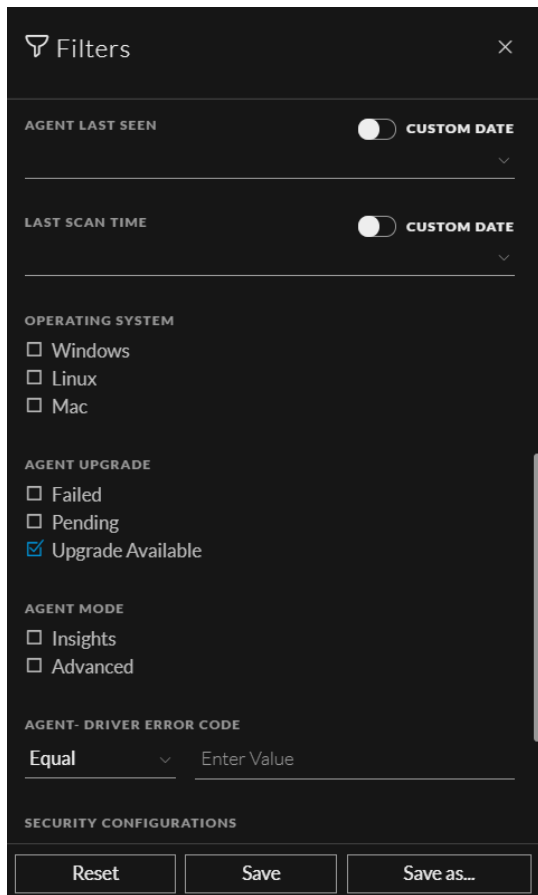 Filters
AGENT LAST SEEN
CUSTOM DATE
LAST SCAN TIME
CUSTOM DATE
OPERATING SYSTEM
Windows
Linux
Mac
AGENT UPGRADE
Failed
Pending
Upgrade Available
AGENT MODE
Insights
Advanced
AGENT- DRIVER ERROR CODE
Equal Enter Value
SECURITY CONFIGURATIONS
Reset Save Save as...